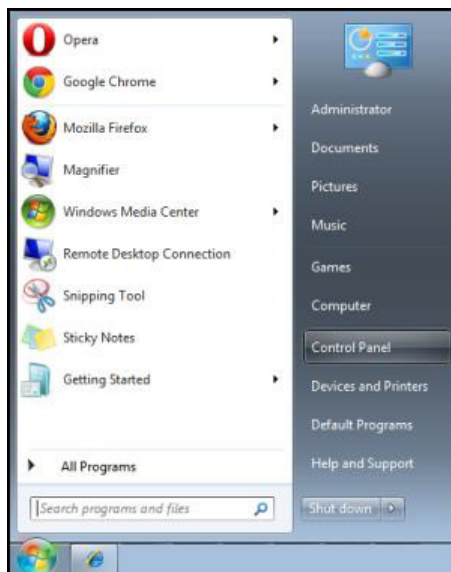 Opera
Google Chrome
Mozilla Firefox
Magnifier
Windows Media Center
Remote Desktop Connection
Snipping Tool
Sticky Notes
Getting Started
All Programs
Search programs and files
Administrator
Documents
Pictures
Music
Games
Computer
Control Panel
Devices and Printers
Default Programs
Help and Support
Shut down